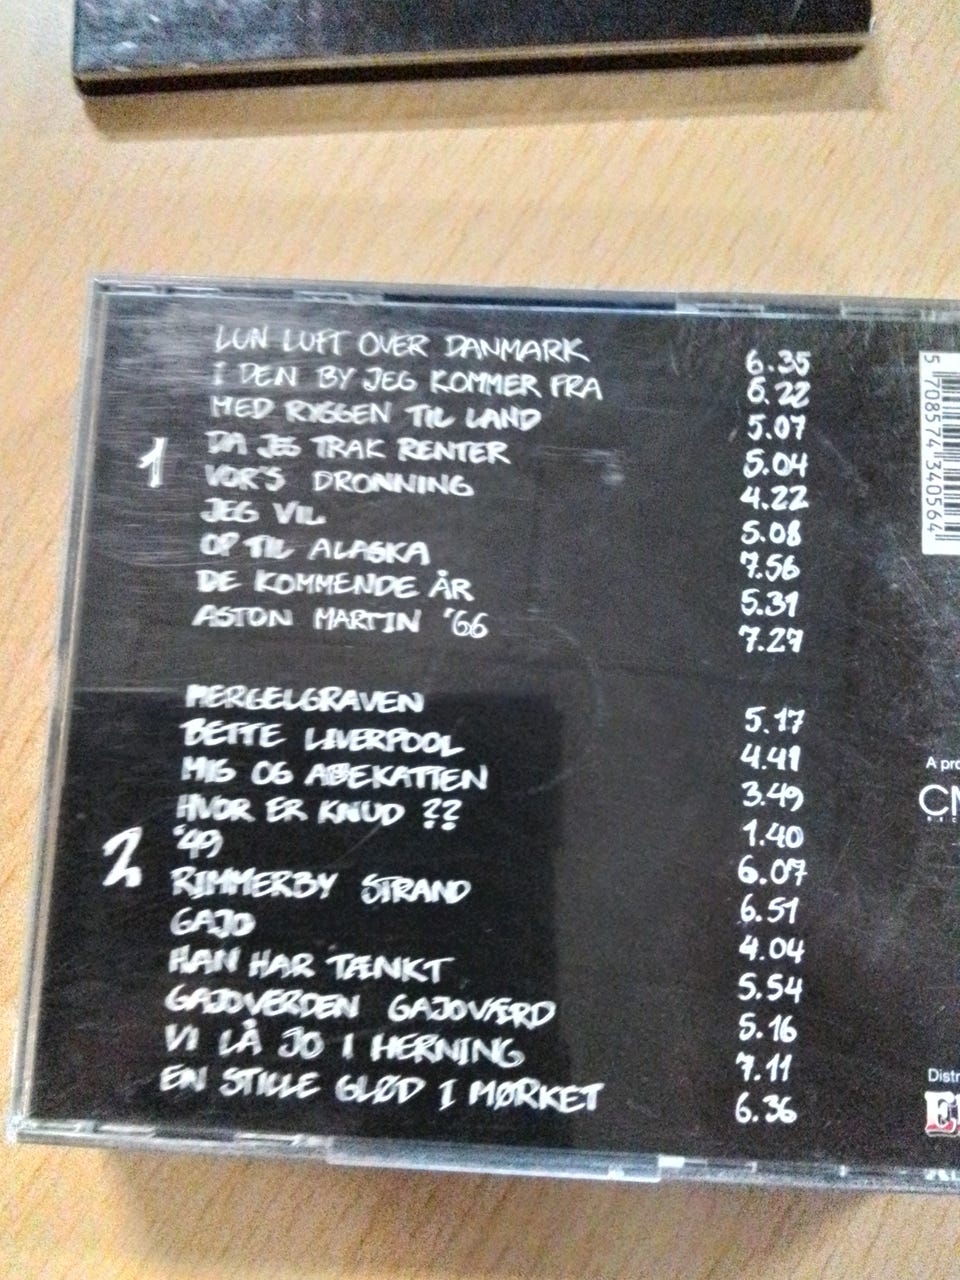 LUN LUFT OVER DANMARK 6.35
I DEN BY JEG KOMMER FRA 6.22
MED RYGGEN TIL LAND 5.07
DA JEG TRAK RENTER 5.04
1
VOR'S DRONNING 4.22
JEG VIL 5.08
OP TIL ALASKA 7.56
DE KOMMENDE ÅR 5.31
ASTON MARTIN '66 7.27
MERGELGRAVEN 5.17
BETTE LIVERPOOL 4.41
MIG OG ABEKATTEN 3.49
HVOR ER KNUD ?? 1.40
'49 6.07
2
RIMMERBY STRAND 6.51
GAJO 4.04
HAN HAR TÆNKT 5.54
GAJOVERDEN GAJOVÆRD 5.16
VI LÅ JO I HERNING 7.11
EN STILLE GLØD I MØRKET 6.36
5 708574 340564
A pro
CM
Distr